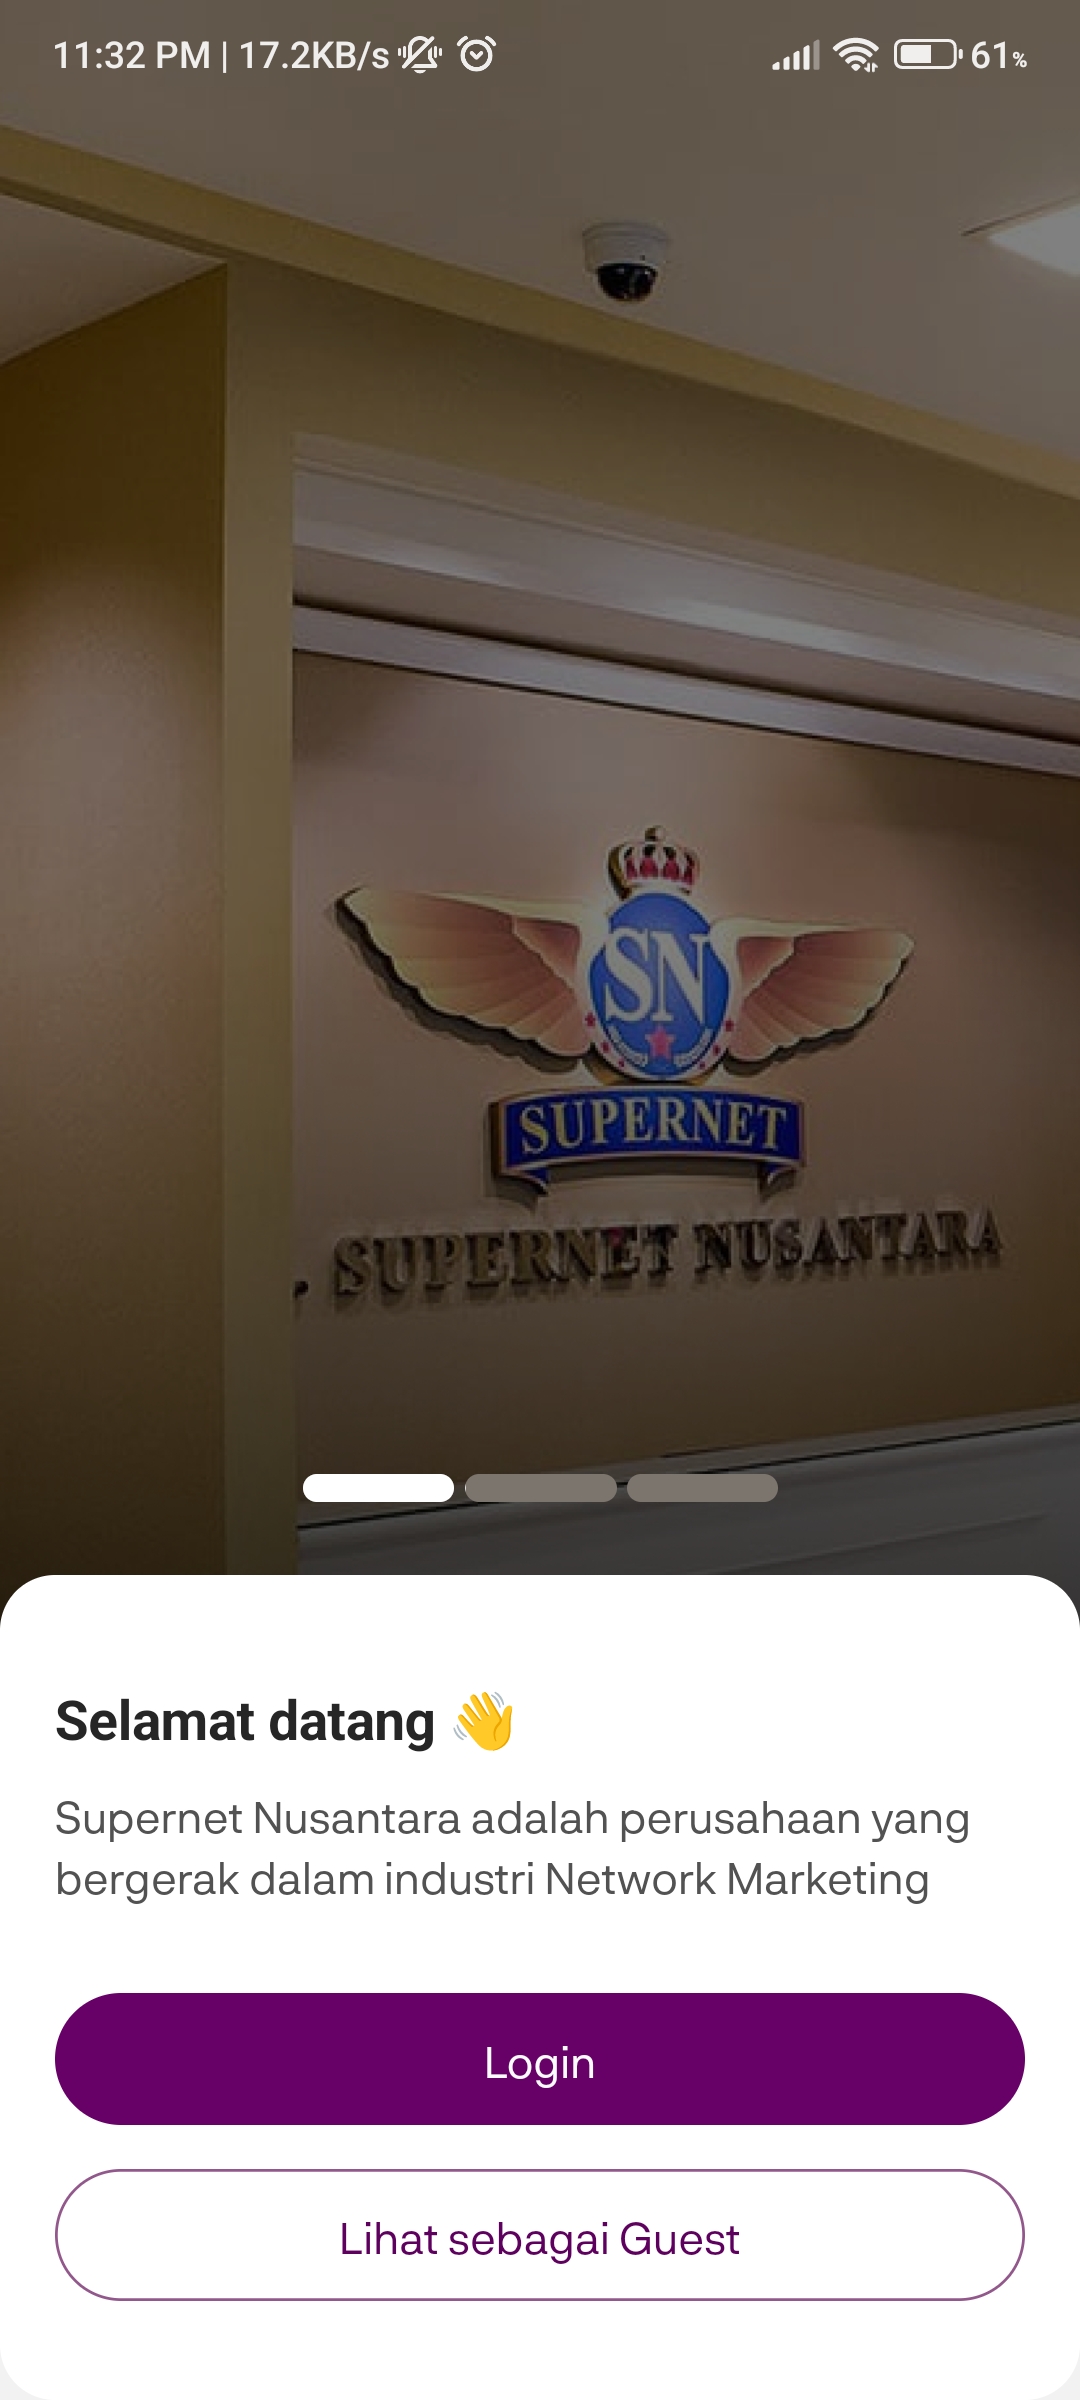 11:32 PM | 17.2KB/s
61%
SN
SUPERNET
. SUPERNET NUSANTARA
Selamat datang 👋
Supernet Nusantara adalah perusahaan yang
bergerak dalam industri Network Marketing
Login
Lihat sebagai Guest